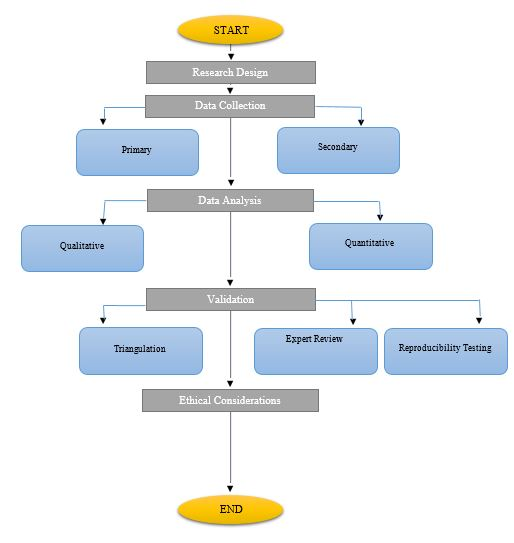 START
Research Design
Data Collection
Primary
Secondary
Data Analysis
Qualitative
Quantitative
Validation
Triangulation
Expert Review
Reproducibility Testing
Ethical Considerations
END